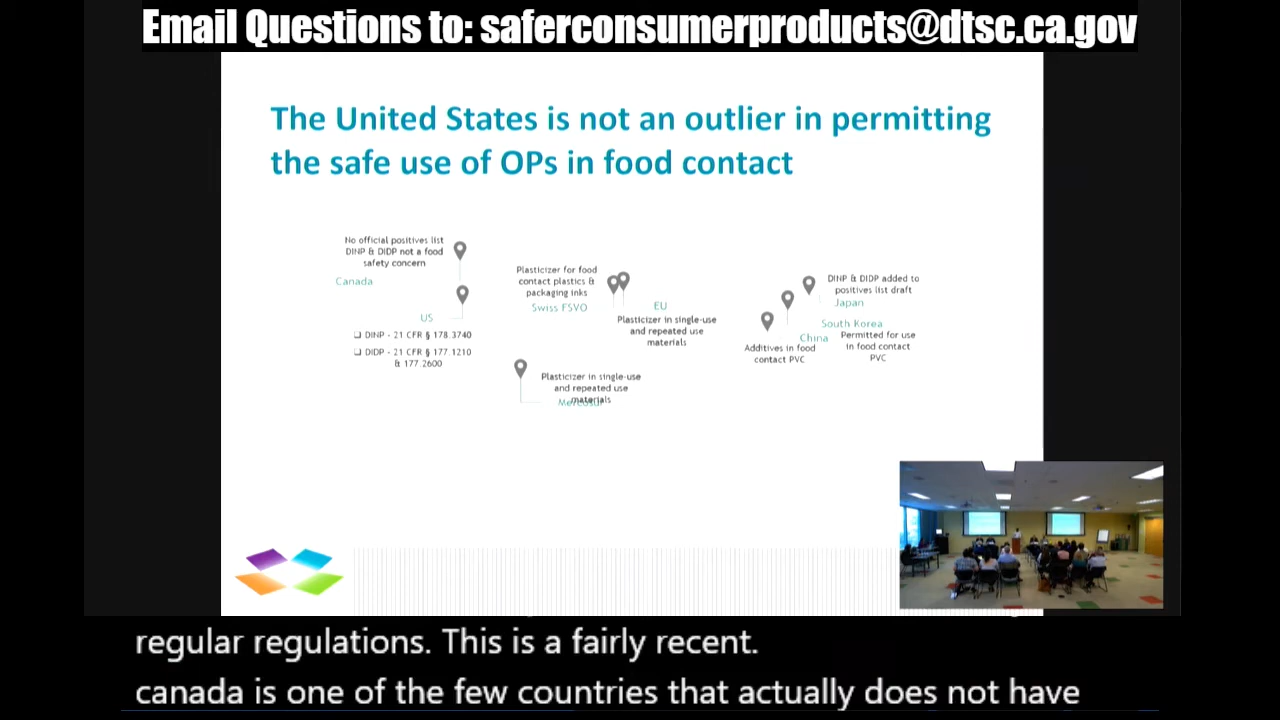 Email Questions to: saferconsumerproducts@dtsc.ca.gov
The United States is not an outlier in permitting
the safe use of OPs in food contact
No official positives list
DINP & DIDP not a food
safety concern
Canada
US
❑ DINP - 21 CFR § 178.3740
❑ DIDP - 21 CFR § 177.1210
& 177.2600
Plasticizer for food
contact plastics &
packaging inks
Swiss FSVO
EU
Plasticizer in single-use
and repeated use
materials
Plasticizer in single-use
and repeated use
materials
Mercosur
DINP & DIDP added to
positives list draft
Japan
South Korea
Permitted for use
in food contact
PVC
China
Additives in food
contact PVC
regular regulations. This is a fairly recent.
canada is one of the few countries that actually does not have